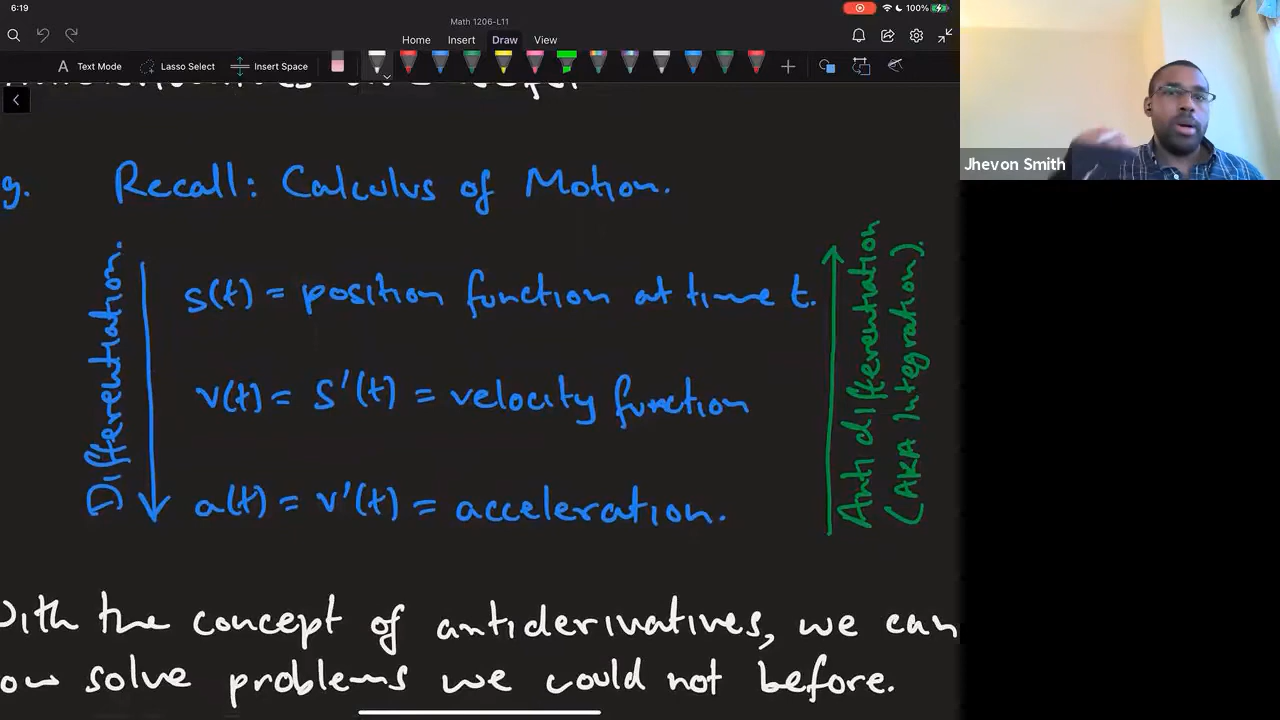 6:19
100%
Math 1206-L11
Home Insert Draw View
Text Mode Lasso Select Insert Space
g. Recall: Calculus of Motion.
Differentiation.
s(t) = position function at time t.
v(t) = s'(t) = velocity function
a(t) = v'(t) = acceleration.
Antidifferentiation
(AKA Integration).
With the concept of antiderivatives, we can
ow solve problems we could not before.
Jhevon Smith